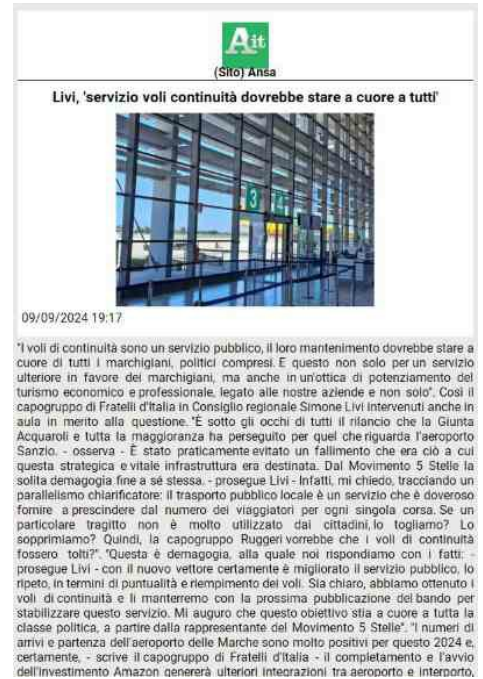 Ait
(Sito) Ansa
Livi, 'servizio voli continuità dovrebbe stare a cuore a tutti'
3
4
09/09/2024 19:17
"I voli di continuità sono un servizio pubblico, il loro mantenimento dovrebbe stare a
cuore di tutti i marchigiani, politici compresi. E questo non solo per un servizio
ulteriore in favore dei marchigiani, ma anche in un'ottica di potenziamento del
turismo economico e professionale, legato alle nostre aziende e non solo". Così il
capogruppo di Fratelli d'Italia in Consiglio regionale Simone Livi intervenuti anche in
aula in merito alla questione. "È sotto gli occhi di tutti il rilancio che la Giunta
Acquaroli e tutta la maggioranza ha perseguito per quel che riguarda l'aeroporto
Sanzio. - osserva - È stato praticamente evitato un fallimento che era ciò a cui
questa strategica e vitale infrastruttura era destinata. Dal Movimento 5 Stelle la
solita demagogia fine a sé stessa. - prosegue Livi - Infatti, mi chiedo, tracciando un
parallelismo chiarificatore: il trasporto pubblico locale è un servizio che è doveroso
fornire a prescindere dal numero dei viaggiatori per ogni singola corsa. Se un
particolare tragitto non è molto utilizzato dai cittadini, lo togliamo? Lo
sopprimiamo? Quindi, la capogruppo Ruggeri vorrebbe che i voli di continuità
fossero tolti?". "Questa è demagogia, alla quale noi rispondiamo con i fatti: -
prosegue Livi - con il nuovo vettore certamente è migliorato il servizio pubblico, lo
ripeto, in termini di puntualità e riempimento dei voli. Sia chiaro, abbiamo ottenuto i
voli di continuità e li manterremo con la prossima pubblicazione del bando per
stabilizzare questo servizio. Mi auguro che questo obiettivo stia a cuore a tutta la
classe politica, a partire dalla rappresentante del Movimento 5 Stelle". "I numeri di
arrivi e partenza dell'aeroporto delle Marche sono molto positivi per questo 2024 e,
certamente, - scrive il capogruppo di Fratelli d'Italia - il completamento e l'avvio
dell'investimento Amazon genererà ulteriori integrazioni tra aeroporto e interporto,